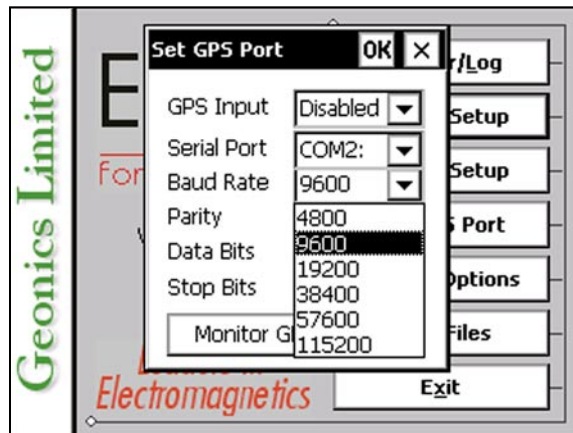 Geonics Limited
E
For
Set GPS Port OK ×
GPS Input Disabled
Serial Port COM2:
Baud Rate 9600
Parity
Data Bits
Stop Bits
4800
9600
19200
38400
57600
115200
Monitor G
r/Log
Setup
Setup
Port
Options
Files
Exit
Electromagnetics